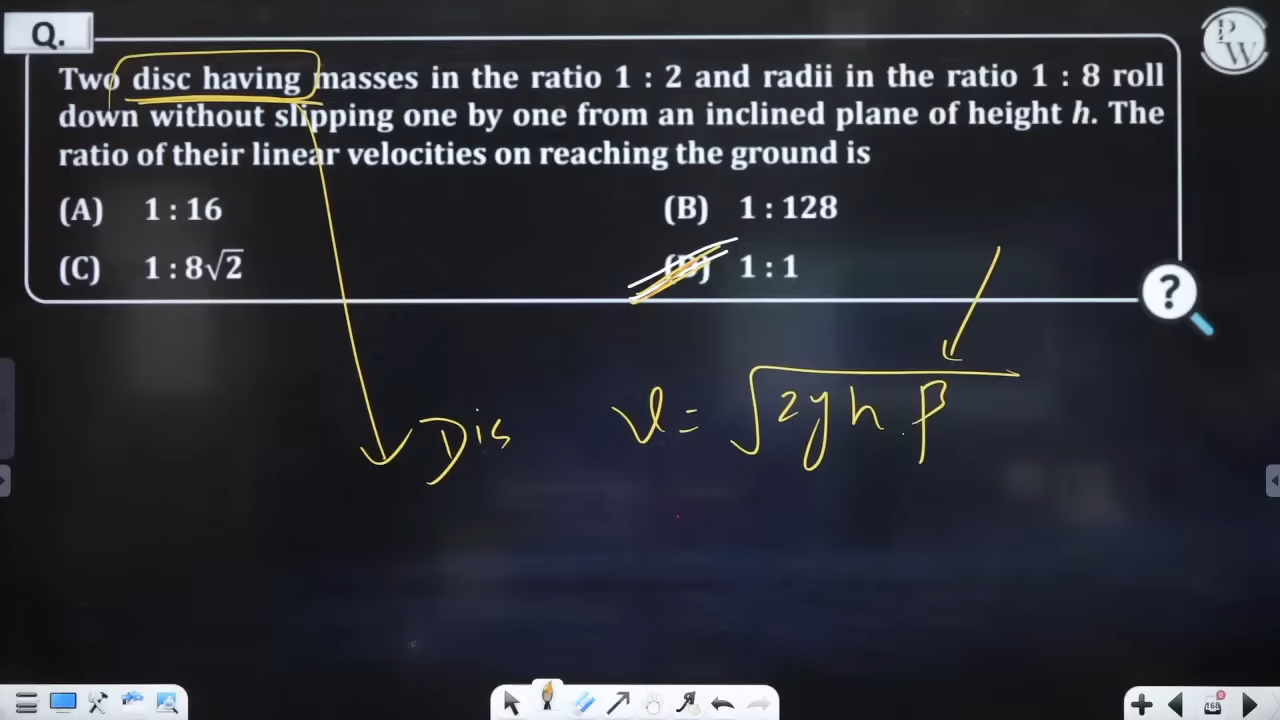 Q.
PW
Two disc having masses in the ratio 1 : 2 and radii in the ratio 1 : 8 roll
down without slipping one by one from an inclined plane of height h. The
ratio of their linear velocities on reaching the ground is
(A) 1 : 16
(B) 1 : 128
(C) 1 : 8√2
(D) 1 : 1
?
Dis
v = √2gh.β
168